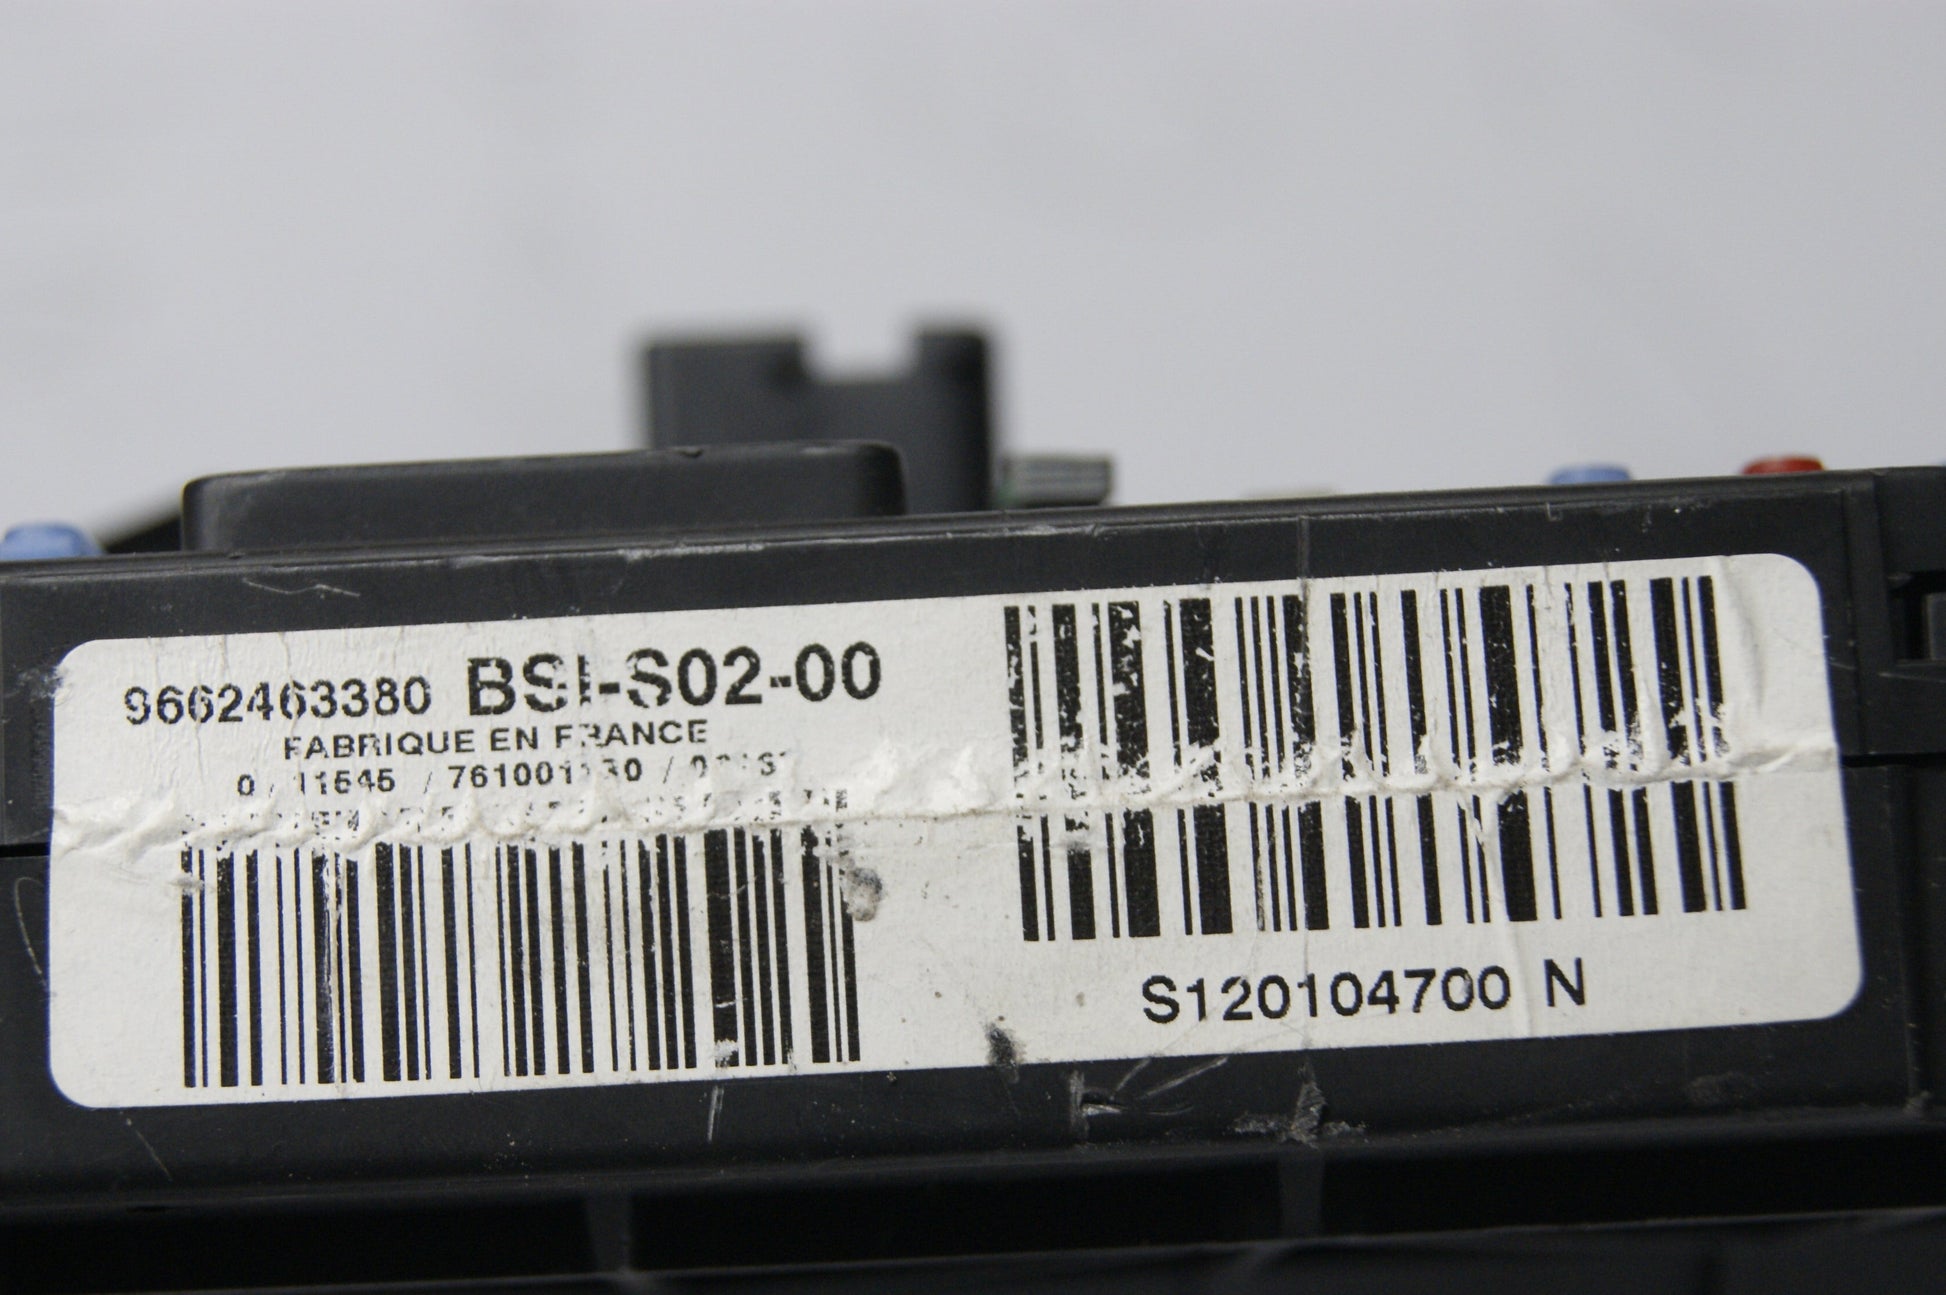 9662463380 BSI-S02-00
FABRIQUE EN FRANCE
S120104700 N